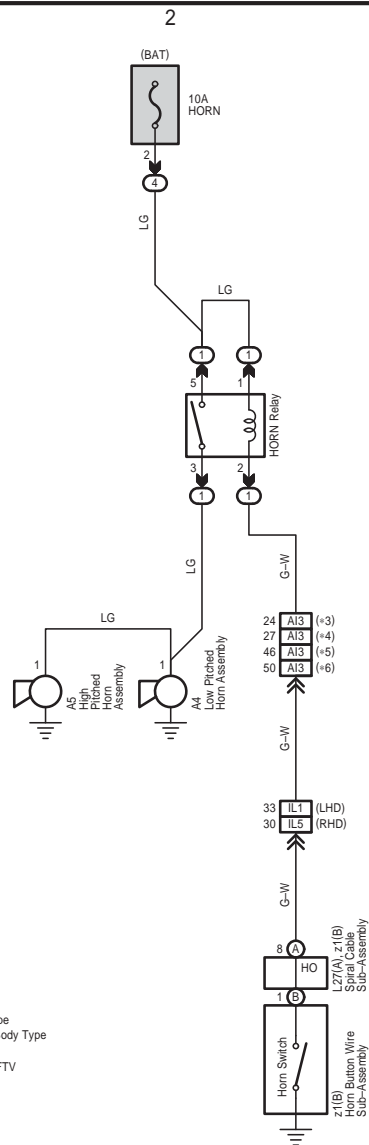 2
(BAT)
10A
HORN
2
4
LG
LG
1
1
5
1
HORN Relay
3
2
1
1
LG
G–W
LG
24 AI3 (∗3)
27 AI3 (∗4)
46 AI3 (∗5)
50 AI3 (∗6)
1
1
A5
High
Pitched
Horn
Assembly
A4
Low Pitched
Horn Assembly
G–W
33 IL1 (LHD)
30 IL5 (RHD)
G–W
8 A
HO
L27(A), z1(B)
Spiral Cable
Sub–Assembly
1 B
Horn Switch
z1(B)
Horn Button Wire
Sub–Assembly
ody Type
FTV